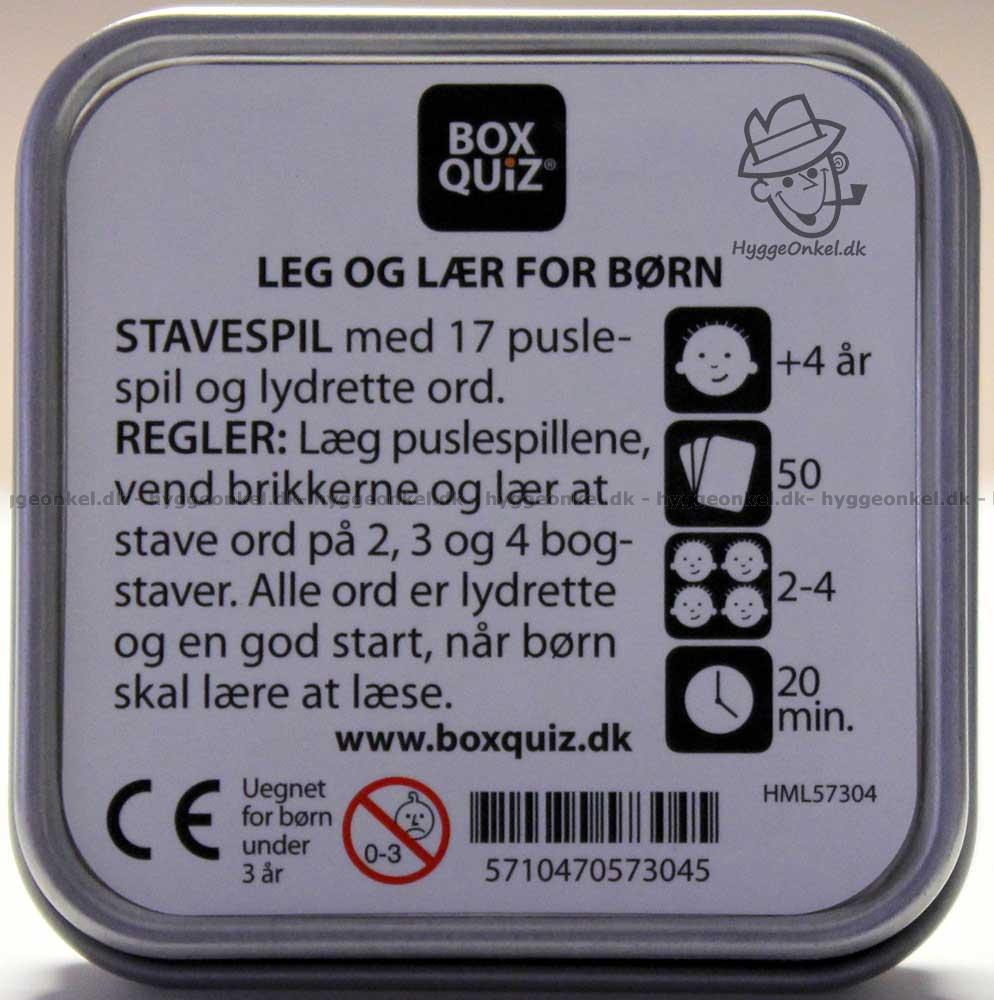 BOX
QUiZ®
HyggeOnkel.dk
LEG OG LÆR FOR BØRN
STAVESPIL med 17 pusle-
spil og lydrette ord.
REGLER: Læg puslespillene,
vend brikkerne og lær at
stave ord på 2, 3 og 4 bog-
staver. Alle ord er lydrette
og en god start, når børn
skal lære at læse.
www.boxquiz.dk
+4 år
50
2-4
20
min.
geonkel.dk - hyggeonkel.dk-hyggeonkel.dk - hyggeonkel.dk - hyggeonkel.dk- hyggeonkel.dk -
CE
Uegnet
for børn
under
3 år
0-3
5710470573045
HML57304